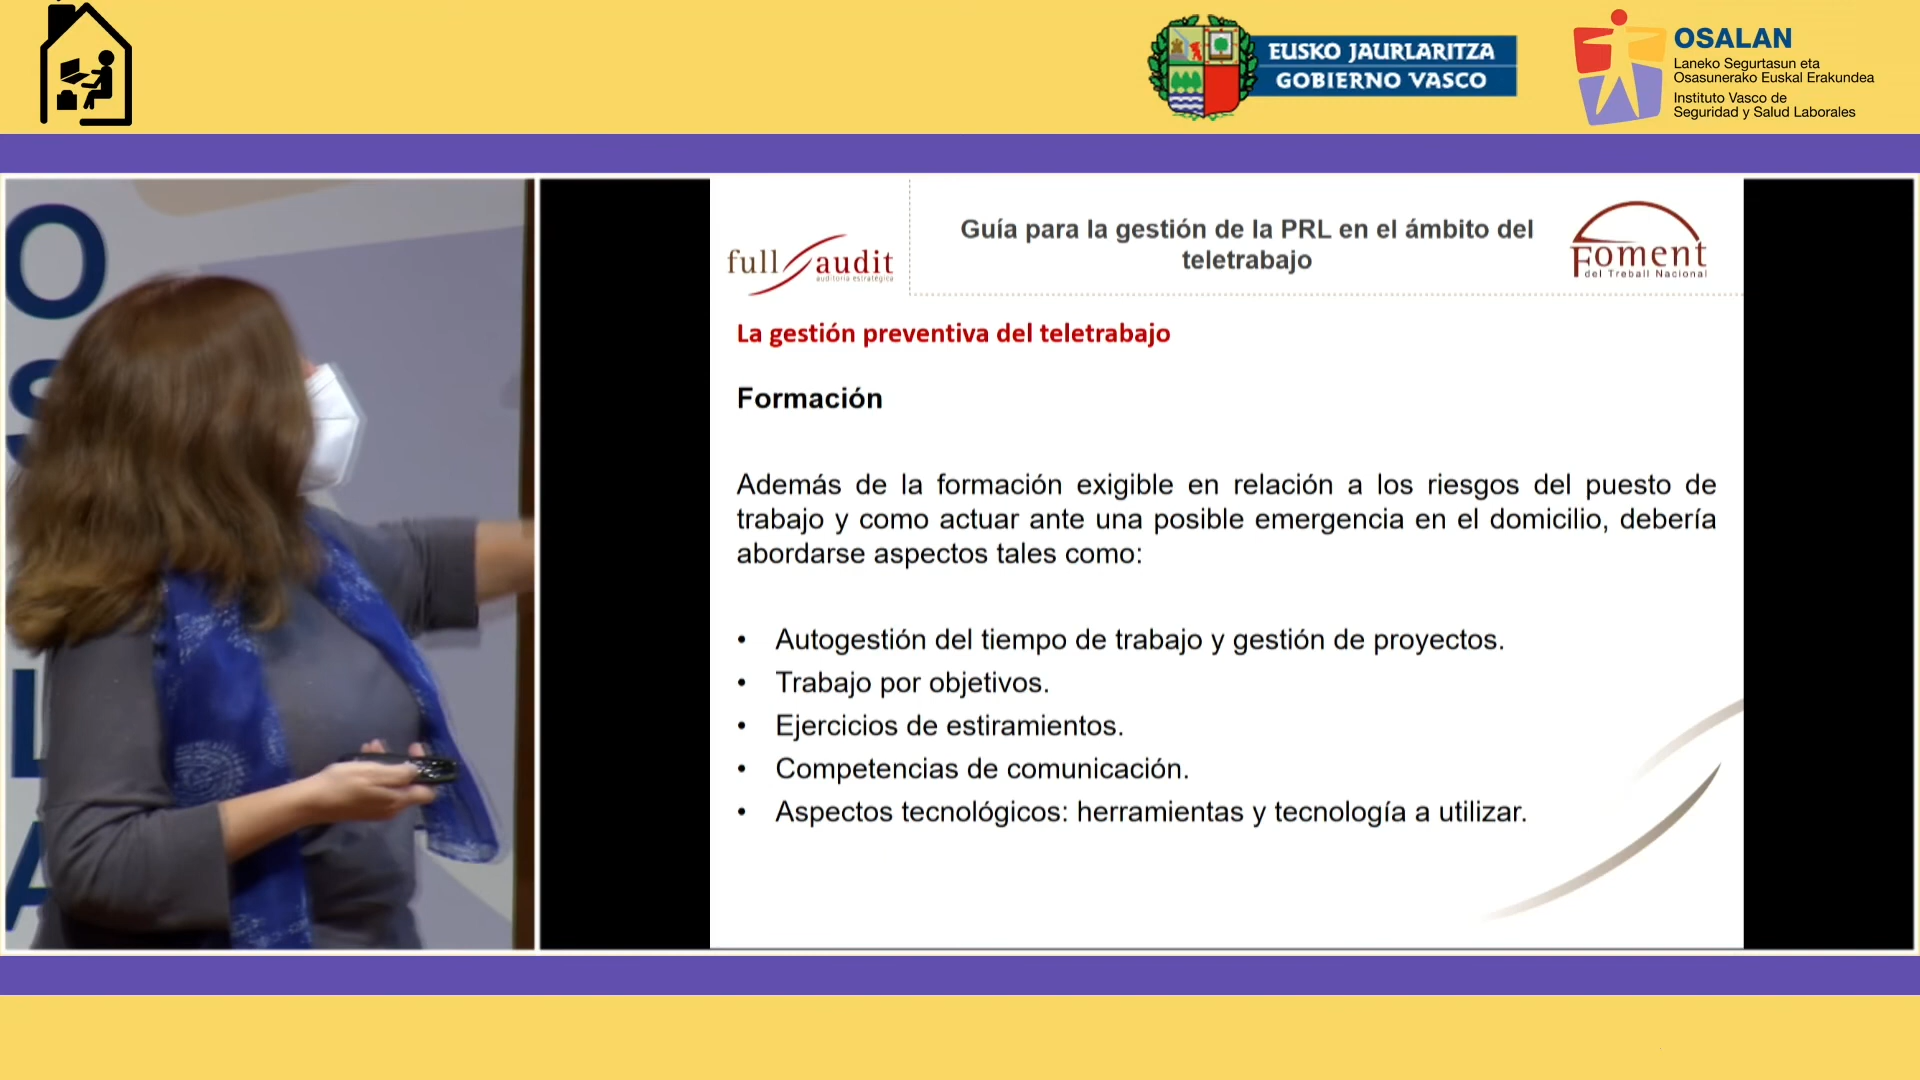 EUSKO JAURLARITZA
GOBIERNO VASCO
OSALAN
Laneko Segurtasun eta
Osasunerako Euskal Erakundea
Instituto Vasco de
Seguridad y Salud Laborales
O
S
L
A
full audit
auditoria estratégica
Guía para la gestión de la PRL en el ámbito del
teletrabajo
Foment
del Treball Nacional
La gestión preventiva del teletrabajo
Formación
Además de la formación exigible en relación a los riesgos del puesto de
trabajo y como actuar ante una posible emergencia en el domicilio, debería
abordarse aspectos tales como:
• Autogestión del tiempo de trabajo y gestión de proyectos.
• Trabajo por objetivos.
• Ejercicios de estiramientos.
• Competencias de comunicación.
• Aspectos tecnológicos: herramientas y tecnología a utilizar.